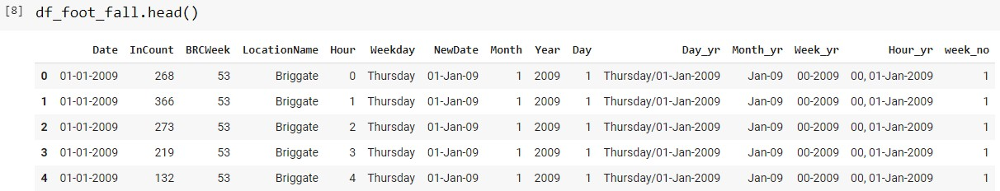 [8] df_foot_fall.head()
Date InCount BRCWeek LocationName Hour Weekday NewDate Month Year Day Day_yr Month_yr Week_yr Hour_yr week_no
0 01-01-2009 268 53 Briggate 0 Thursday 01-Jan-09 1 2009 1 Thursday/01-Jan-2009 Jan-09 00-2009 00, 01-Jan-2009 1
1 01-01-2009 366 53 Briggate 1 Thursday 01-Jan-09 1 2009 1 Thursday/01-Jan-2009 Jan-09 00-2009 00, 01-Jan-2009 1
2 01-01-2009 273 53 Briggate 2 Thursday 01-Jan-09 1 2009 1 Thursday/01-Jan-2009 Jan-09 00-2009 00, 01-Jan-2009 1
3 01-01-2009 219 53 Briggate 3 Thursday 01-Jan-09 1 2009 1 Thursday/01-Jan-2009 Jan-09 00-2009 00, 01-Jan-2009 1
4 01-01-2009 132 53 Briggate 4 Thursday 01-Jan-09 1 2009 1 Thursday/01-Jan-2009 Jan-09 00-2009 00, 01-Jan-2009 1